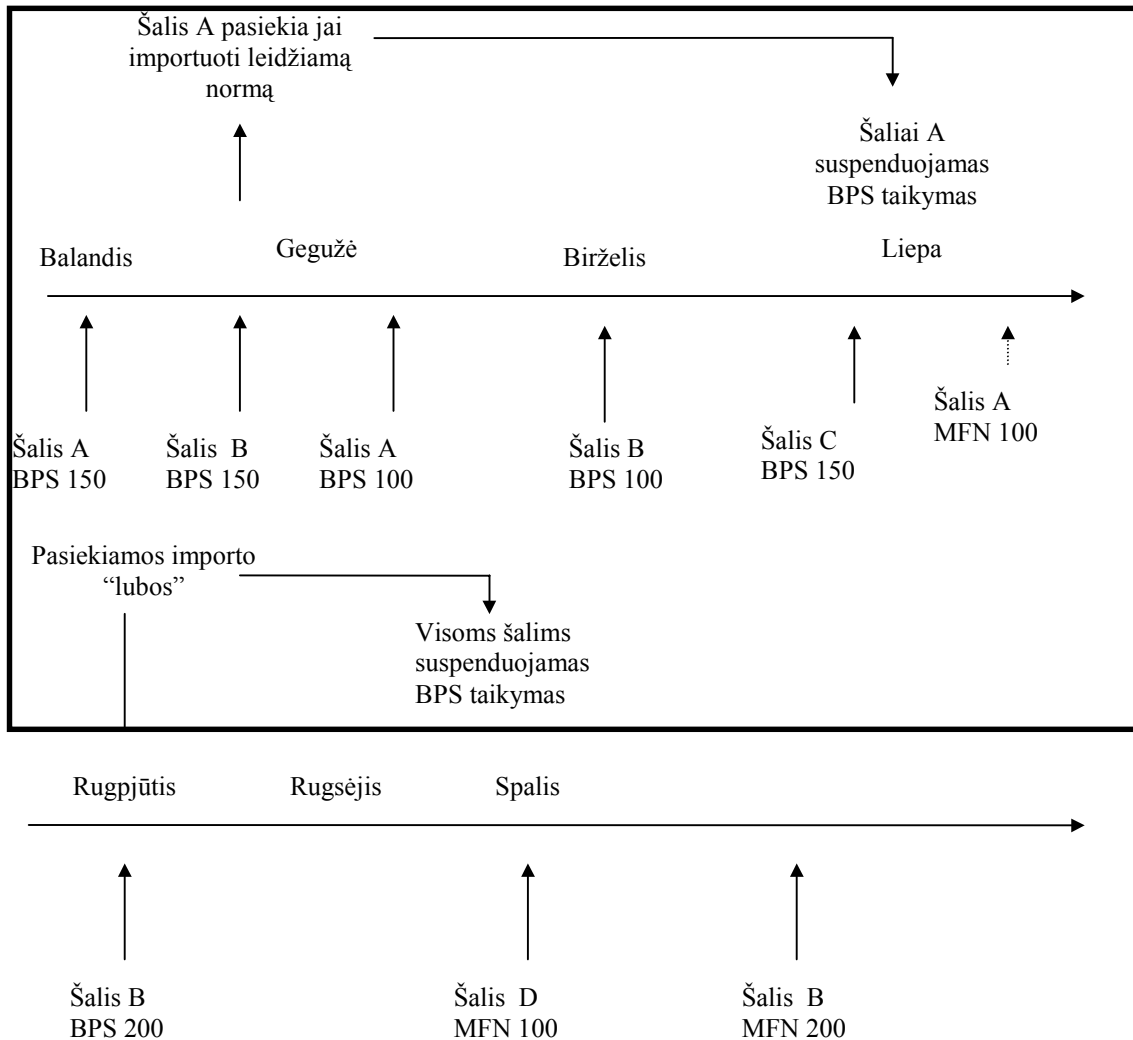 Šalis A pasiekia jai
importuoti leidžiamą
normą
Šaliai A
suspenduojamas
BPS taikymas
Balandis
Gegužė
Birželis
Liepa
Šalis A
BPS 150
Šalis B
BPS 150
Šalis A
BPS 100
Šalis B
BPS 100
Šalis C
BPS 150
Šalis A
MFN 100
Pasiekiamos importo
“lubos”
Visoms šalims
suspenduojamas
BPS taikymas
Rugpjūtis
Rugsėjis
Spalis
Šalis B
BPS 200
Šalis D
MFN 100
Šalis B
MFN 200